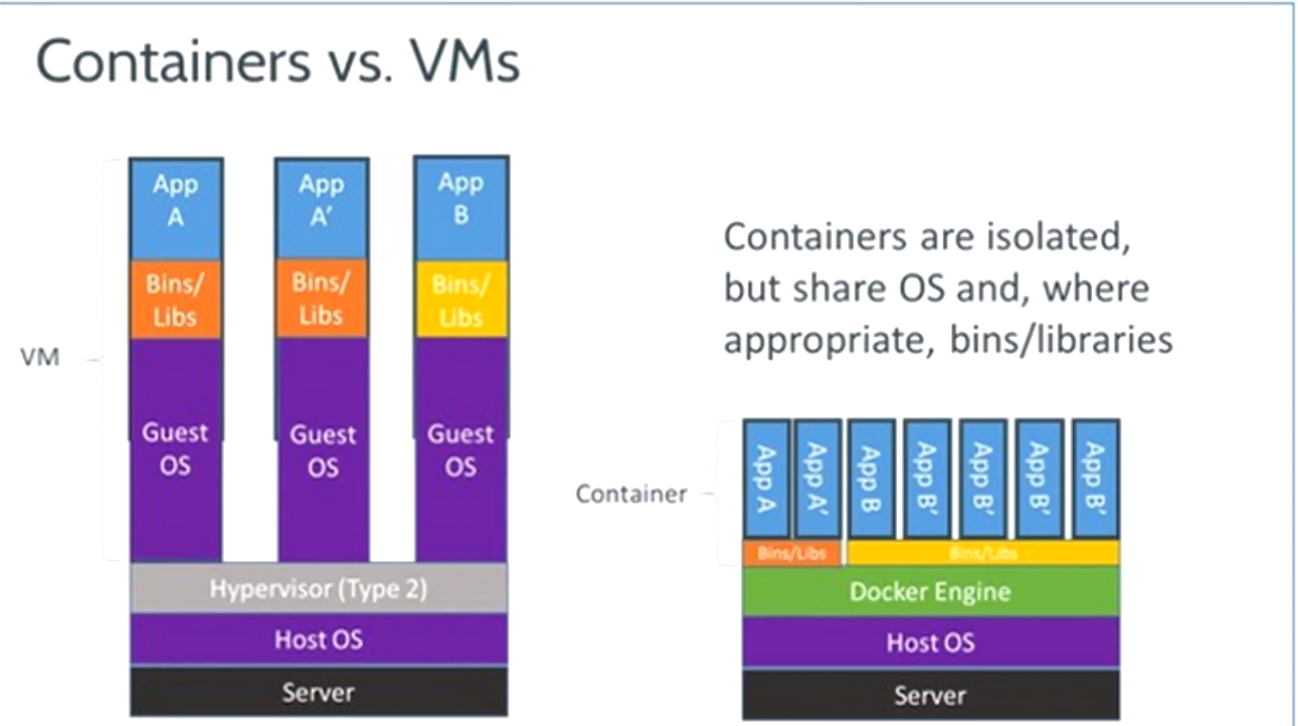 Containers vs. VMs
VM
App
A
Bins/
Libs
Guest
OS
App
A′
Bins/
Libs
Guest
OS
App
B
Bins/
Libs
Guest
OS
Hypervisor (Type 2)
Host OS
Server
Containers are isolated,
but share OS and, where
appropriate, bins/libraries
Container
App A
App A′
App B
App B′
App B′
App B′
App B′
Bins/Libs
Bins/Libs
Docker Engine
Host OS
Server